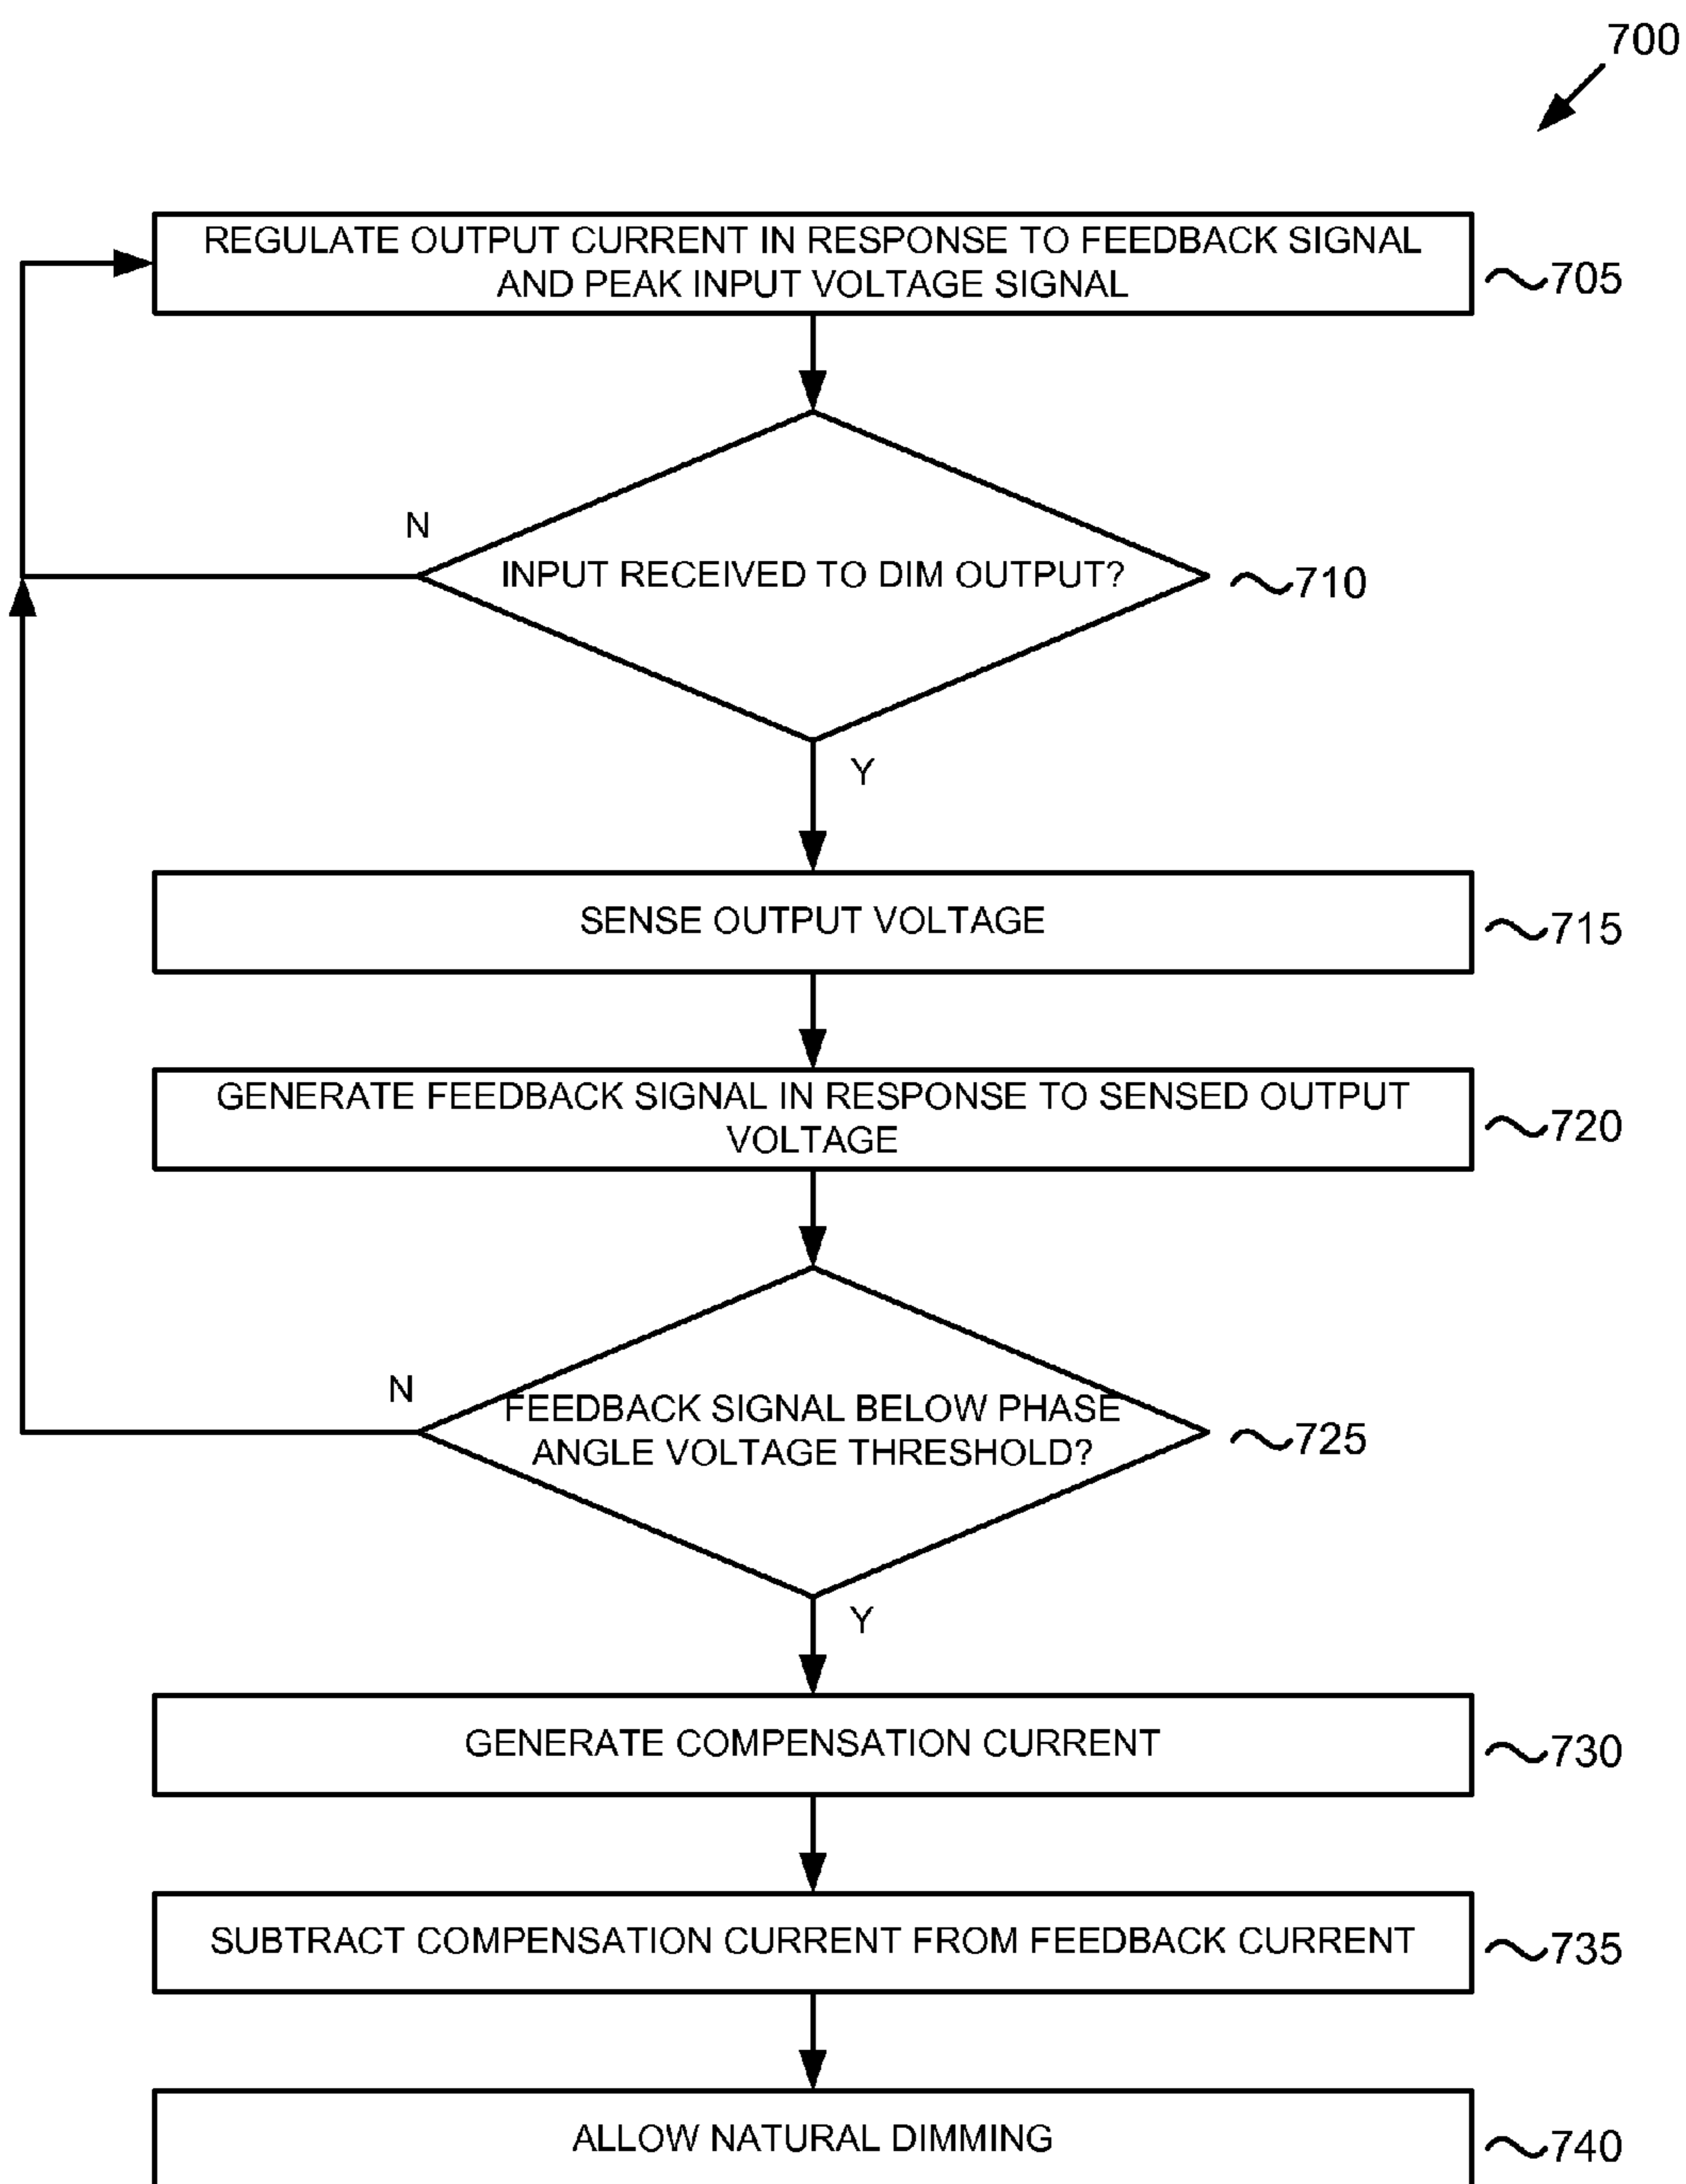 700
REGULATE OUTPUT CURRENT IN RESPONSE TO FEEDBACK SIGNAL
AND PEAK INPUT VOLTAGE SIGNAL
705
N
INPUT RECEIVED TO DIM OUTPUT?
710
Y
SENSE OUTPUT VOLTAGE
715
GENERATE FEEDBACK SIGNAL IN RESPONSE TO SENSED OUTPUT
VOLTAGE
720
N
FEEDBACK SIGNAL BELOW PHASE
ANGLE VOLTAGE THRESHOLD?
725
Y
GENERATE COMPENSATION CURRENT
730
SUBTRACT COMPENSATION CURRENT FROM FEEDBACK CURRENT
735
ALLOW NATURAL DIMMING
740